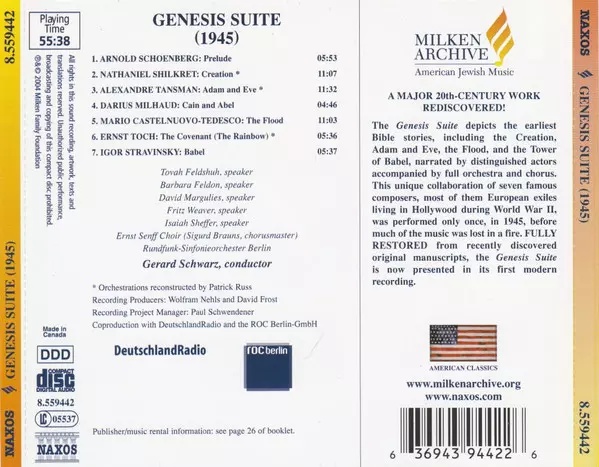 8.559442
GENESIS SUITE (1945)
NAXOS
Playing
Time
55:38
All rights in this sound recording, artwork, texts and
translations reserved. Unauthorized public performance,
broadcasting and copying of this compact disc prohibited.
℗ & © 2004 Milken Family Foundation
Made in
Canada
DDD
COMPACT
disc
DIGITAL AUDIO
8.559442
LC 05537
NAXOS
GENESIS SUITE
(1945)
1. ARNOLD SCHOENBERG: Prelude 05:53
2. NATHANIEL SHILKRET: Creation * 11:07
3. ALEXANDRE TANSMAN: Adam and Eve * 11:32
4. DARIUS MILHAUD: Cain and Abel 04:46
5. MARIO CASTELNUOVO-TEDESCO: The Flood 11:03
6. ERNST TOCH: The Covenant (The Rainbow) * 05:36
7. IGOR STRAVINSKY: Babel 05:37
Tovah Feldshuh, speaker
Barbara Feldon, speaker
David Margulies, speaker
Fritz Weaver, speaker
Isaiah Sheffer, speaker
Ernst Senff Choir (Sigurd Brauns, chorusmaster)
Rundfunk-Sinfonieorchester Berlin
Gerard Schwarz, conductor
* Orchestrations reconstructed by Patrick Russ
Recording Producers: Wolfram Nehls and David Frost
Recording Project Manager: Paul Schwendener
Coproduction with DeutschlandRadio and the ROC Berlin-GmbH
DeutschlandRadio
roc berlin
Publisher/music rental information: see page 26 of booklet.
MILKEN
ARCHIVE
American Jewish Music
A MAJOR 20th-CENTURY WORK
REDISCOVERED!
The Genesis Suite depicts the earliest
Bible stories, including the Creation,
Adam and Eve, the Flood, and the Tower
of Babel, narrated by distinguished actors
accompanied by full orchestra and chorus.
This unique collaboration of seven famous
composers, most of them European exiles
living in Hollywood during World War II,
was performed only once, in 1945, before
much of the music was lost in a fire. FULLY
RESTORED from recently discovered
original manuscripts, the Genesis Suite
is now presented in its first modern
recording.
AMERICAN CLASSICS
www.milkenarchive.org
www.naxos.com
6 36943 94422 6
NAXOS
GENESIS SUITE (1945)
8.559442